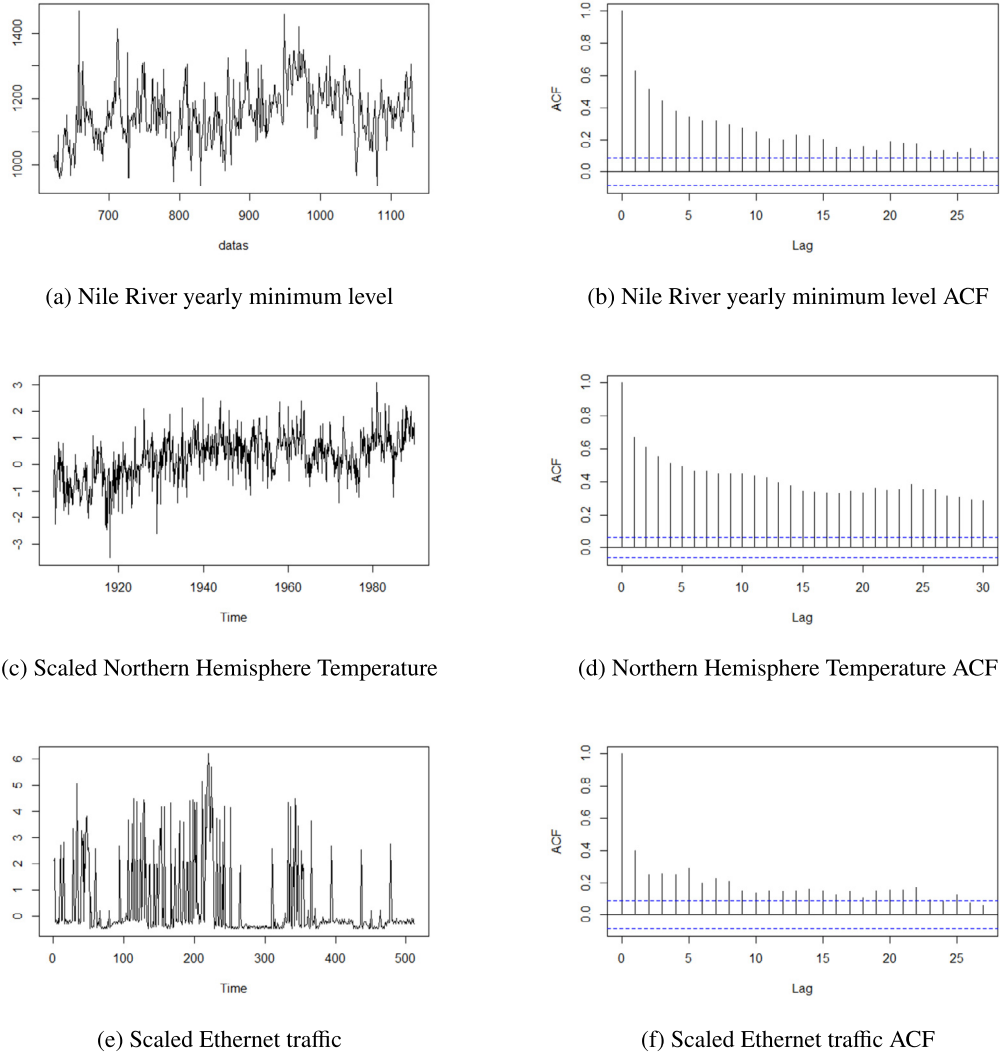 1000 1200 1400
700 800 900 1000 1100
datas
(a) Nile River yearly minimum level
ACF
0.0 0.2 0.4 0.6 0.8 1.0
0 5 10 15 20 25
Lag
(b) Nile River yearly minimum level ACF
-3 -2 -1 0 1 2 3
1920 1940 1960 1980
Time
(c) Scaled Northern Hemisphere Temperature
ACF
0.0 0.2 0.4 0.6 0.8 1.0
0 5 10 15 20 25 30
Lag
(d) Northern Hemisphere Temperature ACF
0 1 2 3 4 5 6
0 100 200 300 400 500
Time
(e) Scaled Ethernet traffic
ACF
0.0 0.2 0.4 0.6 0.8 1.0
0 5 10 15 20 25
Lag
(f) Scaled Ethernet traffic ACF